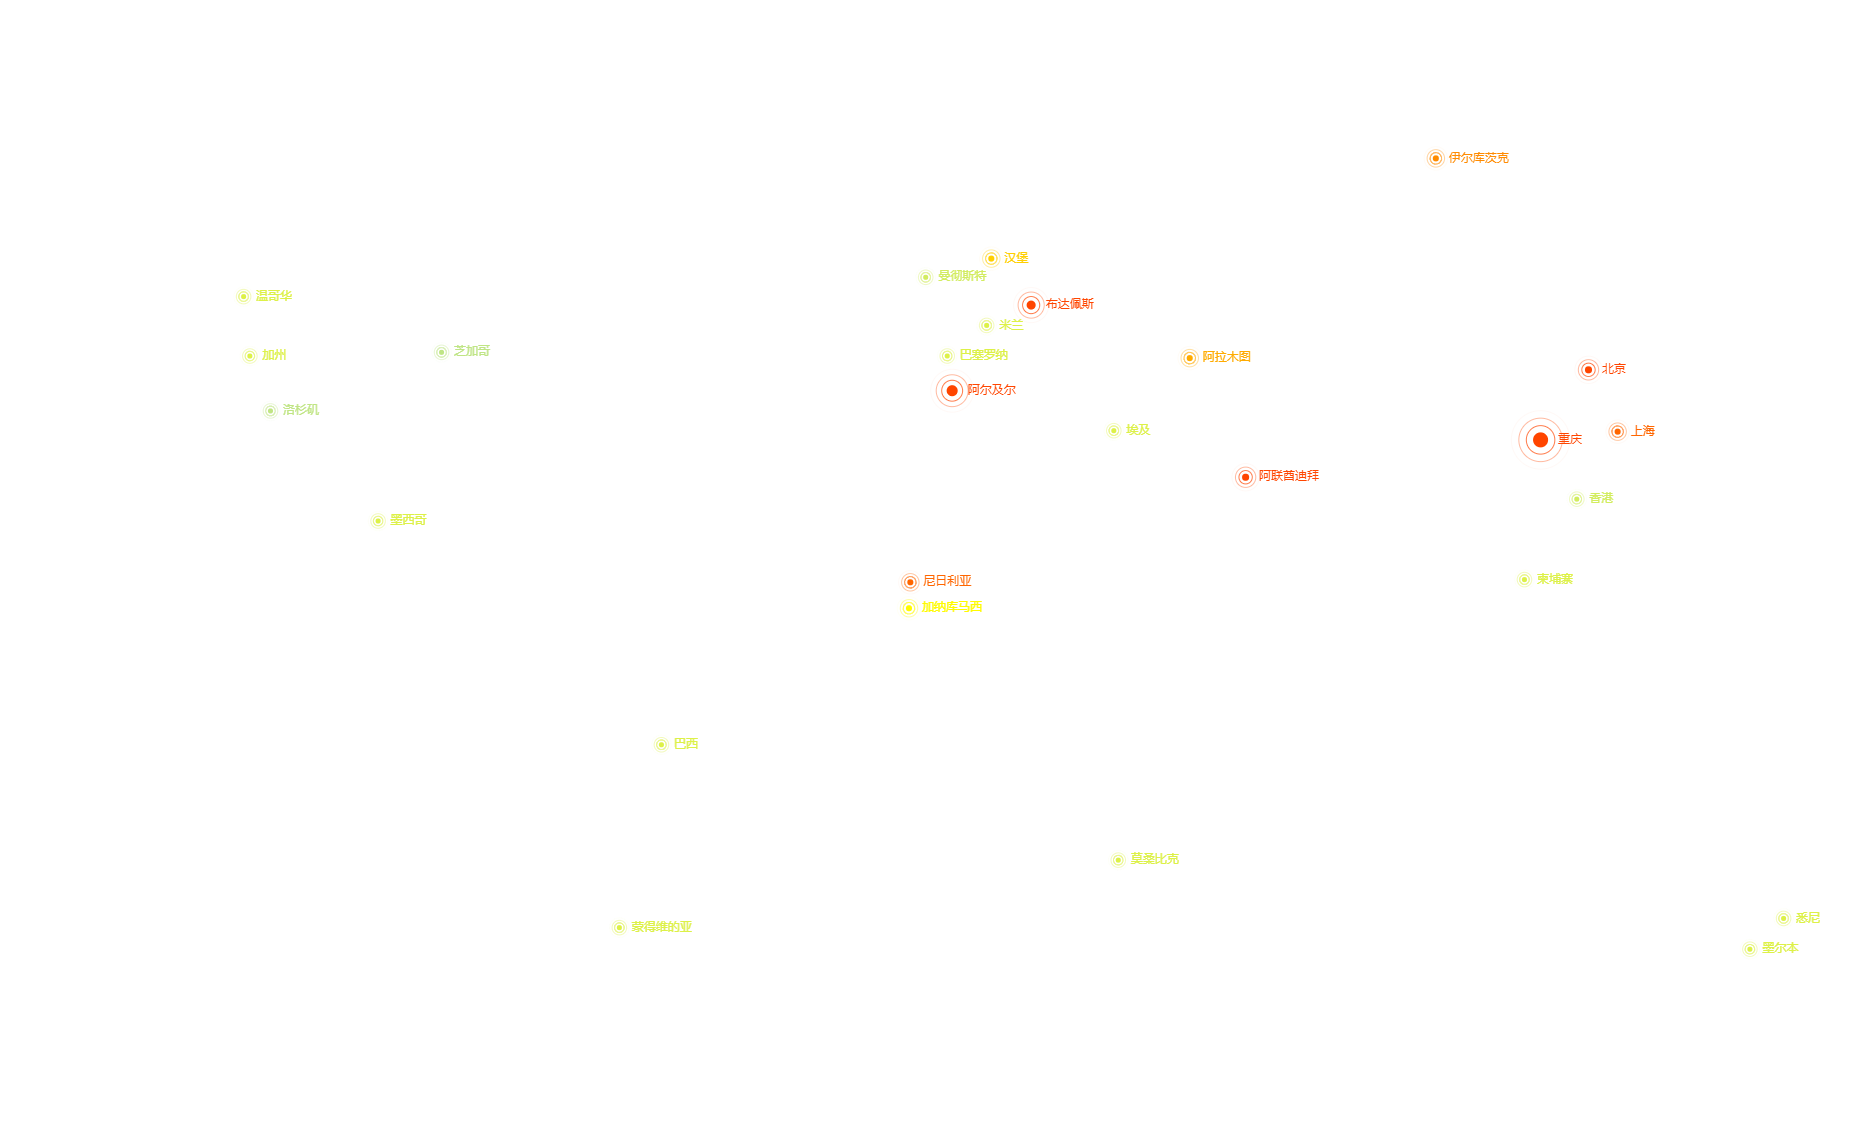 伊尔库茨克
汉堡
曼彻斯特
温哥华
布达佩斯
米兰
芝加哥
加州
巴塞罗纳
阿拉木图
北京
阿尔及尔
洛杉矶
埃及
上海
重庆
阿联酋迪拜
香港
墨西哥
柬埔寨
尼日利亚
加纳库马西
巴西
莫桑比克
悉尼
蒙得维的亚
墨尔本